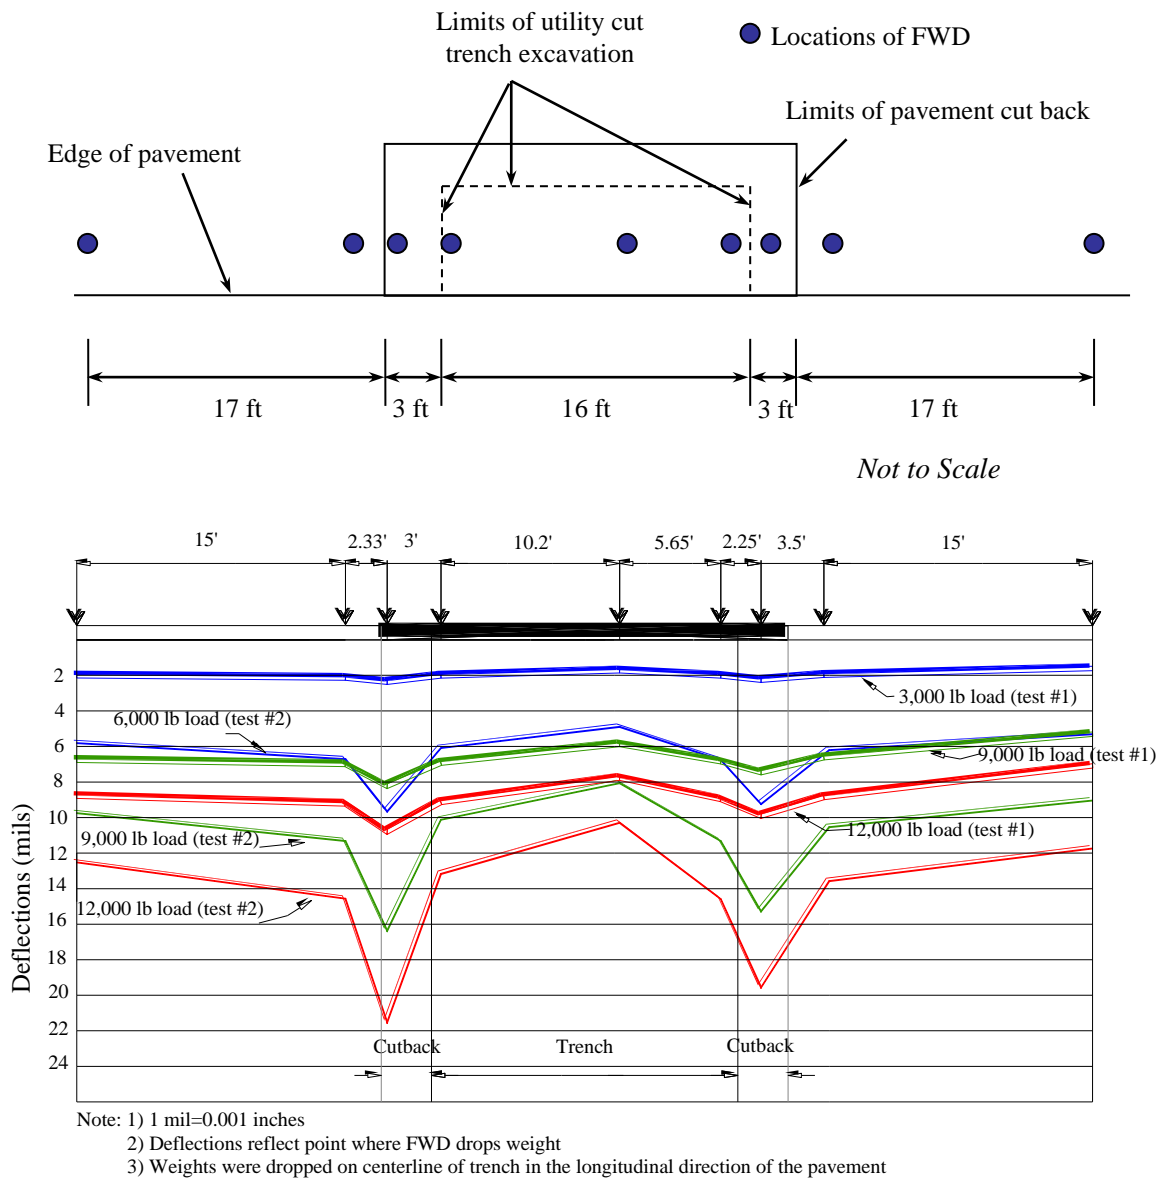 Limits of utility cut
trench excavation
Locations of FWD
Limits of pavement cut back
Edge of pavement
17 ft
3 ft
16 ft
3 ft
17 ft
Not to Scale
15'
2.33'
3'
10.2'
5.65'
2.25'
3.5'
15'
Deflections (mils)
2
4
6
8
10
12
14
16
18
20
22
24
3,000 lb load (test #1)
6,000 lb load (test #2)
9,000 lb load (test #1)
9,000 lb load (test #2)
12,000 lb load (test #1)
12,000 lb load (test #2)
Cutback
Trench
Cutback
Note: 1) 1 mil=0.001 inches
2) Deflections reflect point where FWD drops weight
3) Weights were dropped on centerline of trench in the longitudinal direction of the pavement